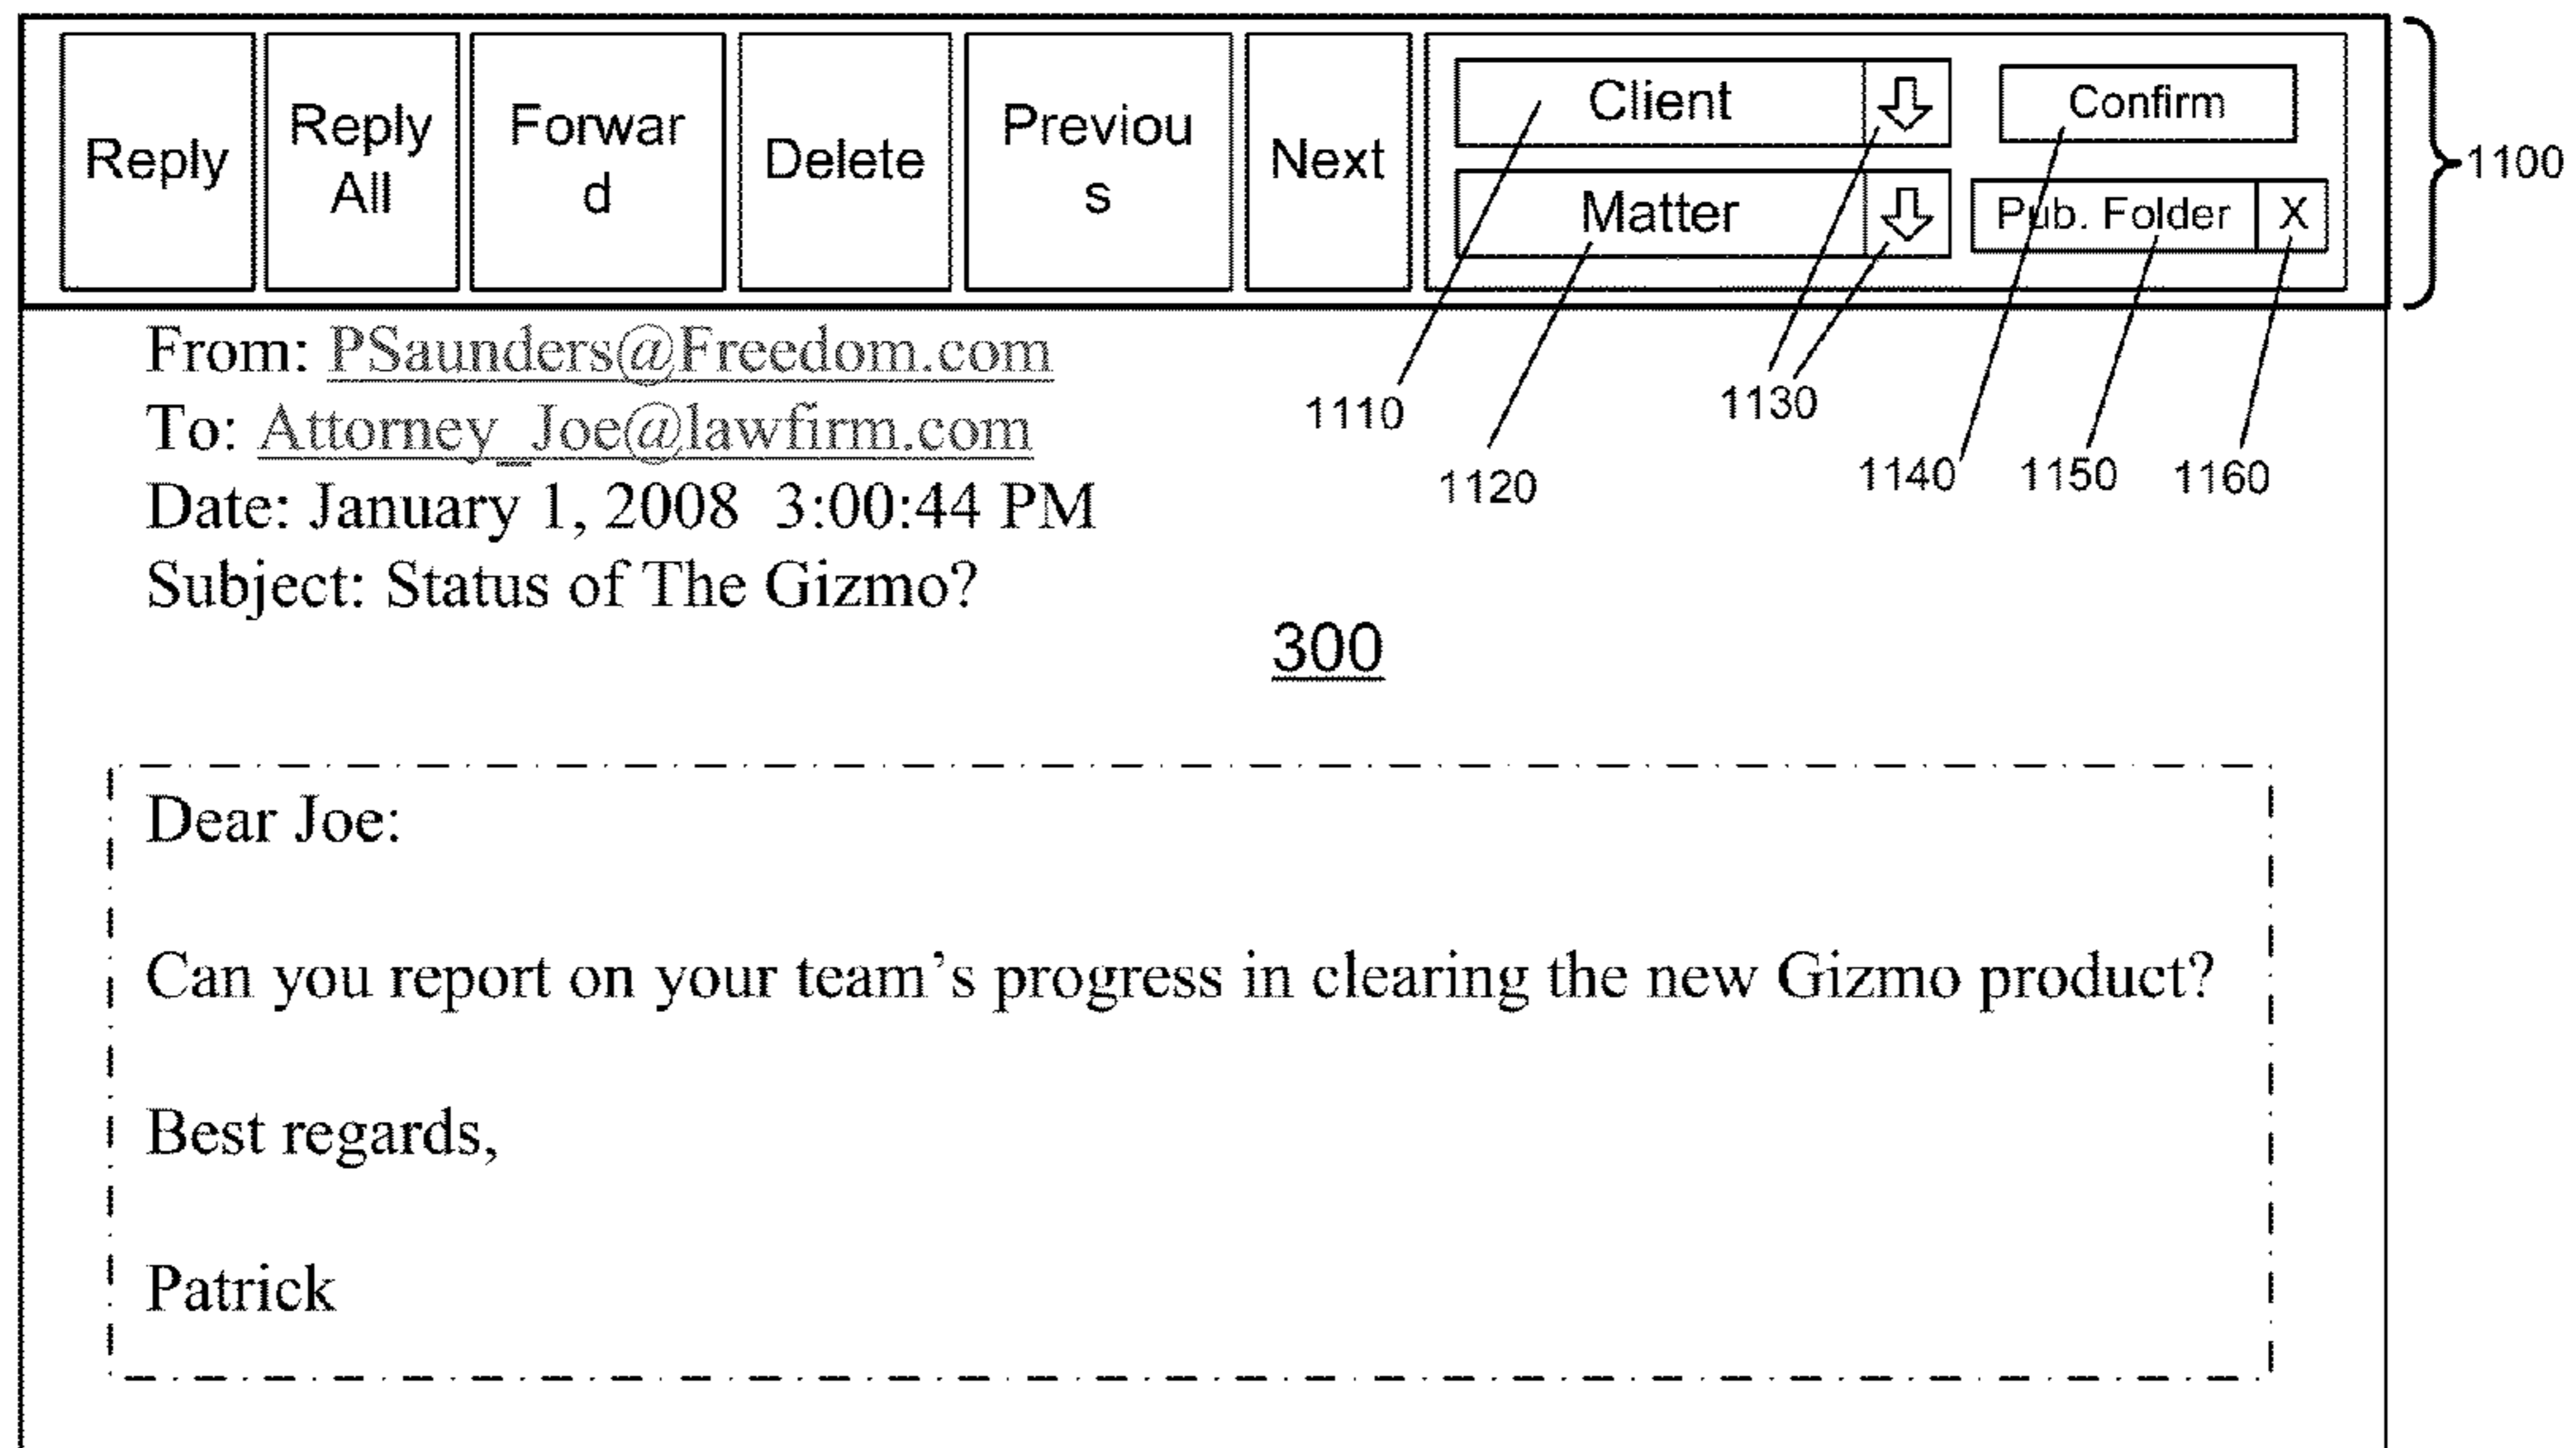 Reply
Reply
All
Forwar
d
Delete
Previou
s
Next
Client
Confirm
Matter
Pub. Folder X
1100
From: PSaunders@Freedom.com
To: Attorney_Joe@lawfirm.com
Date: January 1, 2008 3:00:44 PM
Subject: Status of The Gizmo?
1110
1120
1130
1140
1150
1160
300
Dear Joe:
Can you report on your team’s progress in clearing the new Gizmo product?
Best regards,
Patrick